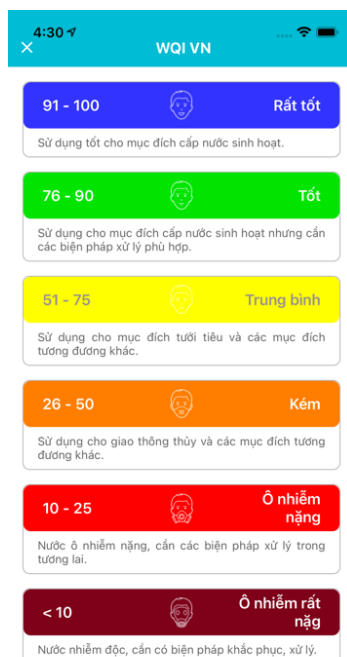 4:30
WQI VN
91 - 100
Rất tốt
Sử dụng tốt cho mục đích cấp nước sinh hoạt.
76 - 90
Tốt
Sử dụng cho mục đích cấp nước sinh hoạt nhưng cần
các biện pháp xử lý phù hợp.
51 - 75
Trung bình
Sử dụng cho mục đích tưới tiêu và các mục đích
tương đương khác.
26 - 50
Kém
Sử dụng cho giao thông thủy và các mục đích tương
đương khác.
10 - 25
Ô nhiễm
nặng
Nước ô nhiễm nặng, cần các biện pháp xử lý trong
tương lai.
< 10
Ô nhiễm rất
nặg
Nước nhiễm độc, cần có biện pháp khắc phục, xử lý.